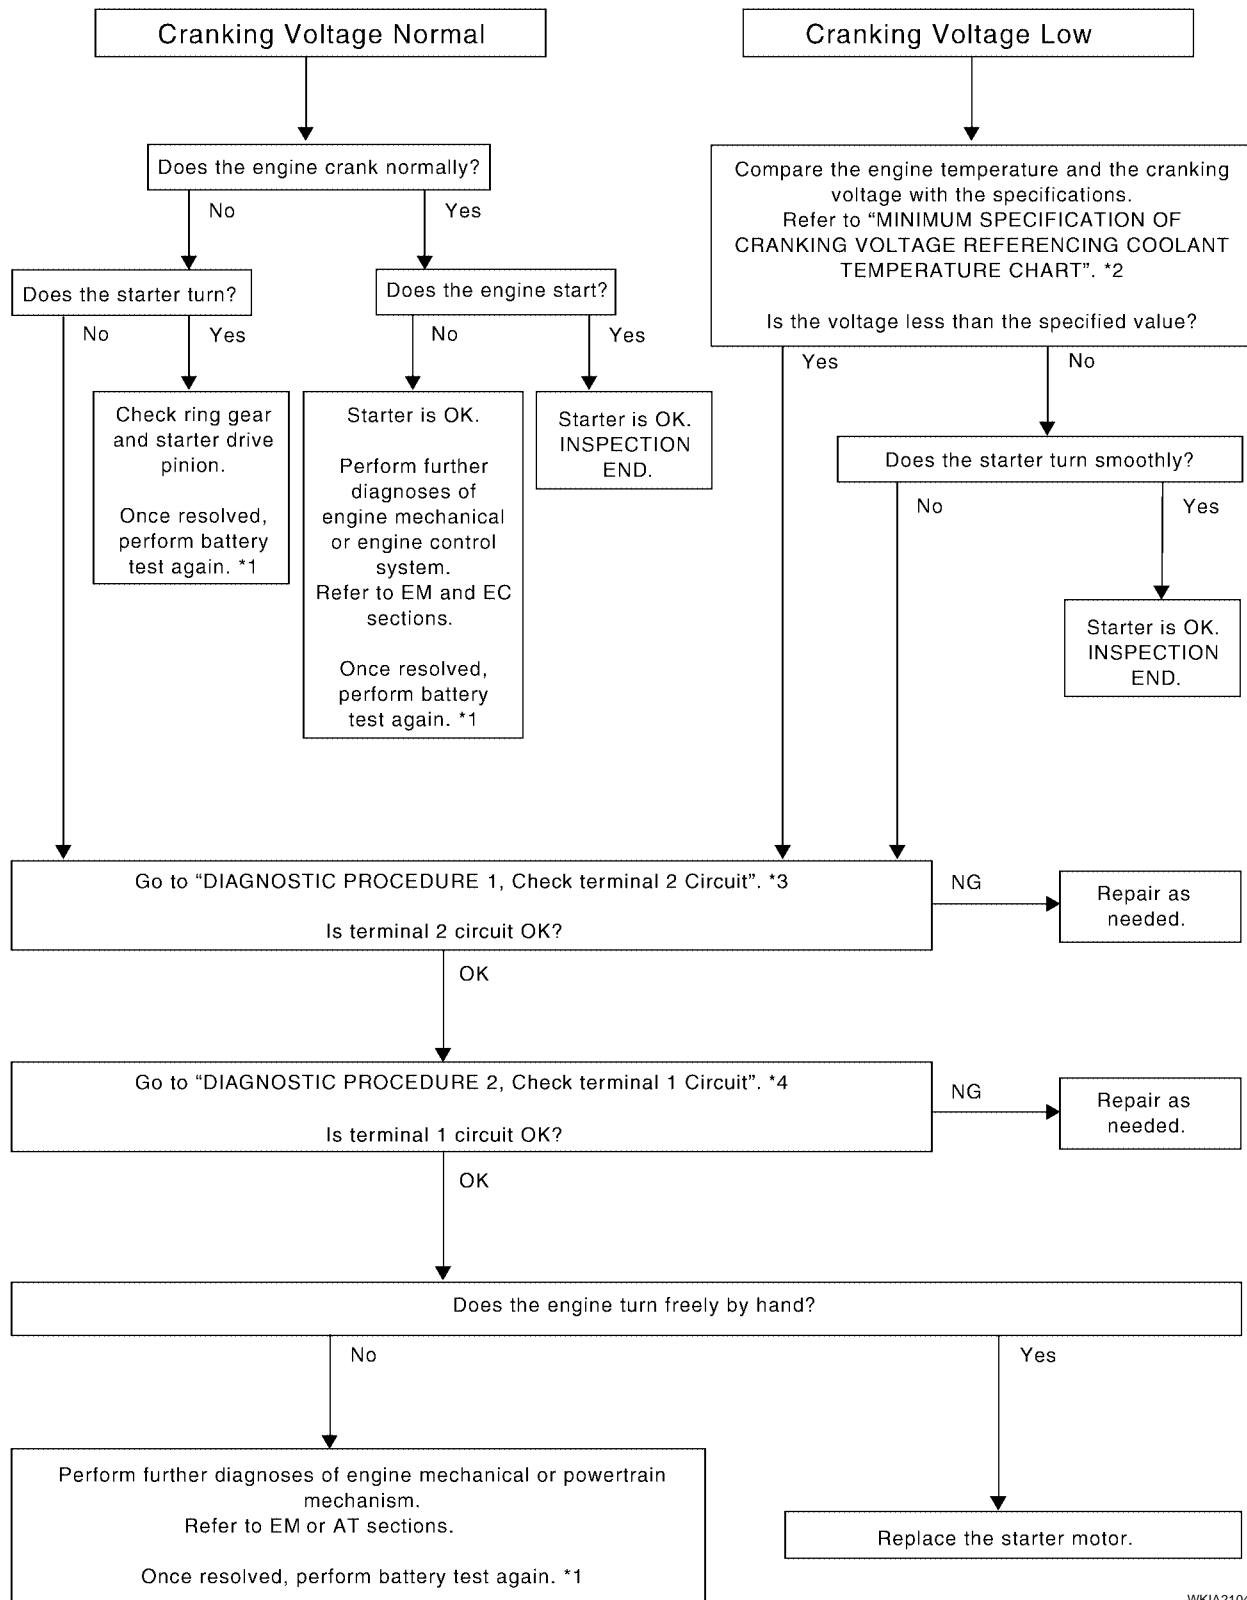 Cranking Voltage Normal
Cranking Voltage Low
Does the engine crank normally?
No
Yes
Does the starter turn?
No
Yes
Check ring gear
and starter drive
pinion.
Once resolved,
perform battery
test again. *1
Does the engine start?
No
Yes
Starter is OK.
Perform further
diagnoses of
engine mechanical
or engine control
system.
Refer to EM and EC
sections.
Once resolved,
perform battery
test again. *1
Starter is OK.
INSPECTION
END.
Compare the engine temperature and the cranking
voltage with the specifications.
Refer to “MINIMUM SPECIFICATION OF
CRANKING VOLTAGE REFERENCING COOLANT
TEMPERATURE CHART”. *2
Is the voltage less than the specified value?
Yes
No
Does the starter turn smoothly?
No
Yes
Starter is OK.
INSPECTION
END.
Go to “DIAGNOSTIC PROCEDURE 1, Check terminal 2 Circuit”. *3
Is terminal 2 circuit OK?
NG
Repair as
needed.
OK
Go to “DIAGNOSTIC PROCEDURE 2, Check terminal 1 Circuit”. *4
Is terminal 1 circuit OK?
NG
Repair as
needed.
OK
Does the engine turn freely by hand?
No
Yes
Perform further diagnoses of engine mechanical or powertrain
mechanism.
Refer to EM or AT sections.
Once resolved, perform battery test again. *1
Replace the starter motor.